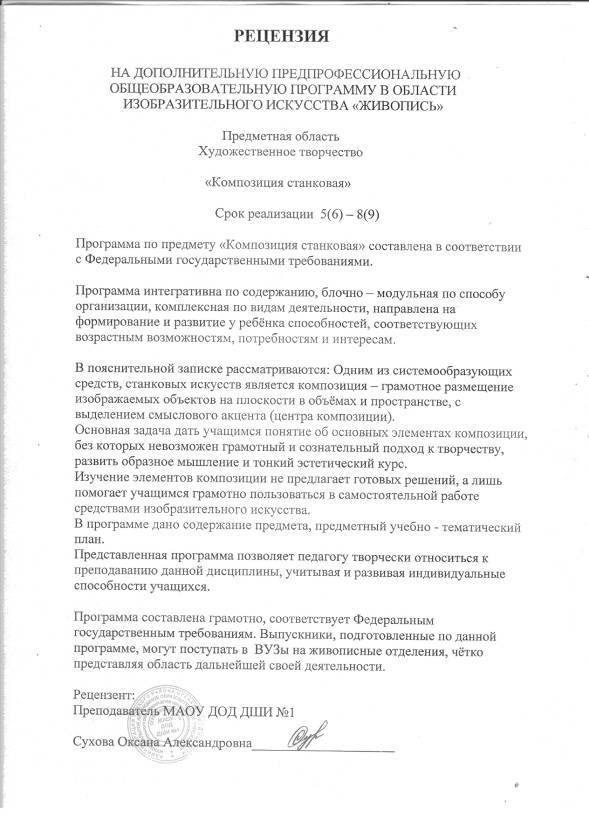 РЕЦЕНЗИЯ
НА ДОПОЛНИТЕЛЬНУЮ ПРЕДПРОФЕССИОНАЛЬНУЮ
ОБЩЕОБРАЗОВАТЕЛЬНУЮ ПРОГРАММУ В ОБЛАСТИ
ИЗОБРАЗИТЕЛЬНОГО ИСКУССТВА «ЖИВОПИСЬ»
Предметная область
Художественное творчество
«Композиция станковая»
Срок реализации 5(6) – 8(9)
Программа по предмету «Композиция станковая» составлена в соответствии
с Федеральными государственными требованиями.
Программа интегративна по содержанию, блочно – модульная по способу
организации, комплексная по видам деятельности, направлена на
формирование и развитие у ребёнка способностей, соответствующих
возрастным возможностям, потребностям и интересам.
В пояснительной записке рассматриваются: Одним из системообразующих
средств, станковых искусств является композиция – грамотное размещение
изображаемых объектов на плоскости в объёмах и пространстве, с
выделением смыслового акцента (центра композиции).
Основная задача дать учащимся понятие об основных элементах композиции,
без которых невозможен грамотный и сознательный подход к творчеству,
развить образное мышление и тонкий эстетический курс.
Изучение элементов композиции не предлагает готовых решений, а лишь
помогает учащимся грамотно пользоваться в самостоятельной работе
средствами изобразительного искусства.
В программе дано содержание предмета, предметный учебно - тематический
план.
Представленная программа позволяет педагогу творчески относиться к
преподаванию данной дисциплины, учитывая и развивая индивидуальные
способности учащихся.
Программа составлена грамотно, соответствует Федеральным
государственным требованиям. Выпускники, подготовленные по данной
программе, могут поступать в ВУЗы на живописные отделения, чётко
представляя область дальнейшей своей деятельности.
Рецензент:
Преподаватель МАОУ ДОД ДШИ №1
Сухова Оксана Александровна
МАОУ
ДОД
ДШИ №1